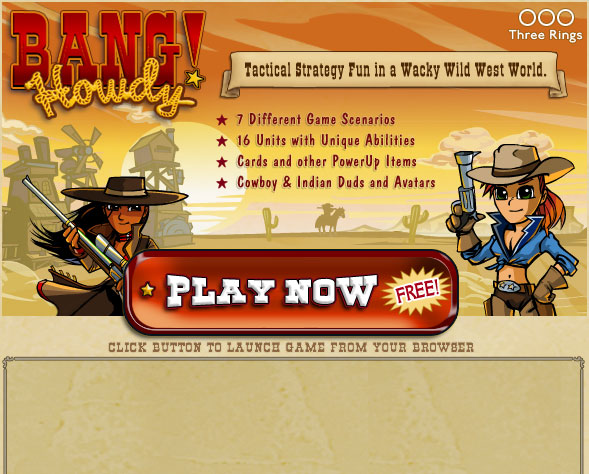 BANG!
Howdy
Three Rings
Tactical Strategy Fun in a Wacky Wild West World.
★ 7 Different Game Scenarios
★ 16 Units with Unique Abilities
★ Cards and other PowerUp Items
★ Cowboy & Indian Duds and Avatars
PLAY NOW
FREE!
CLICK BUTTON TO LAUNCH GAME FROM YOUR BROWSER